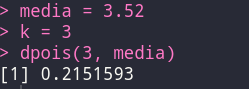 > media = 3.52
> k = 3
> dpois(3, media)
[1] 0.2151593